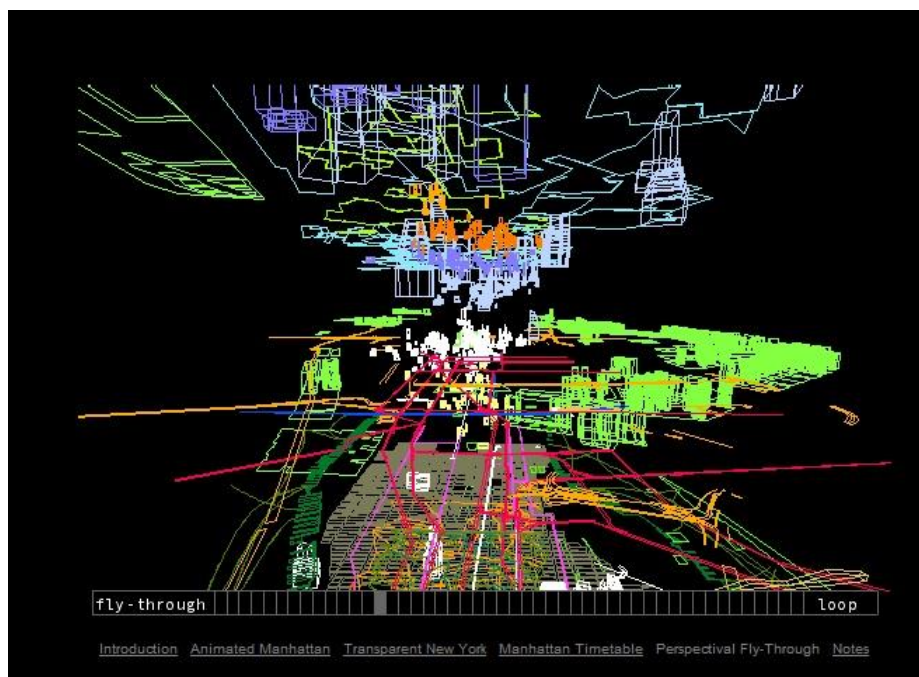 fly-through loop
Introduction Animated Manhattan Transparent New York Manhattan Timetable Perspectival Fly-Through Notes